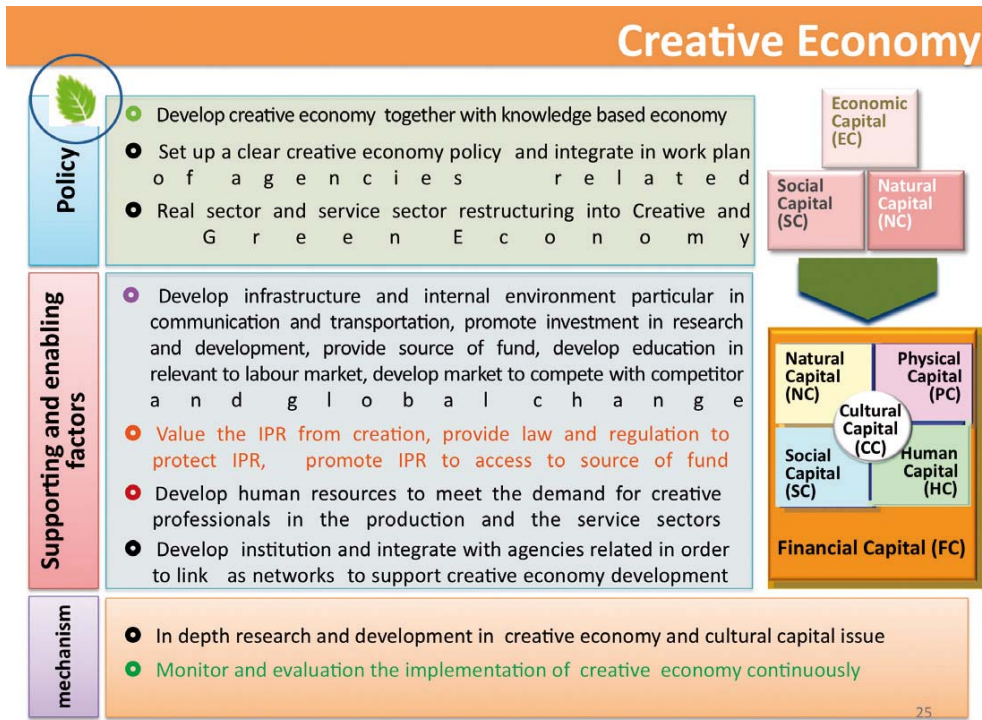 Creative Economy
Policy
Develop creative economy together with knowledge based economy
Set up a clear creative economy policy and integrate in work plan
of agencies related
Real sector and service sector restructuring into Creative and
Green Economy
Economic
Capital
(EC)
Social
Capital
(SC)
Natural
Capital
(NC)
Supporting and enabling
factors
Develop infrastructure and internal environment particular in
communication and transportation, promote investment in research
and development, provide source of fund, develop education in
relevant to labour market, develop market to compete with competitor
and global change
Value the IPR from creation, provide law and regulation to
protect IPR, promote IPR to access to source of fund
Develop human resources to meet the demand for creative
professionals in the production and the service sectors
Develop institution and integrate with agencies related in order
to link as networks to support creative economy development
Natural
Capital
(NC)
Physical
Capital
(PC)
Cultural
Capital
(CC)
Social
Capital
(SC)
Human
Capital
(HC)
Financial Capital (FC)
mechanism
In depth research and development in creative economy and cultural capital issue
Monitor and evaluation the implementation of creative economy continuously
25